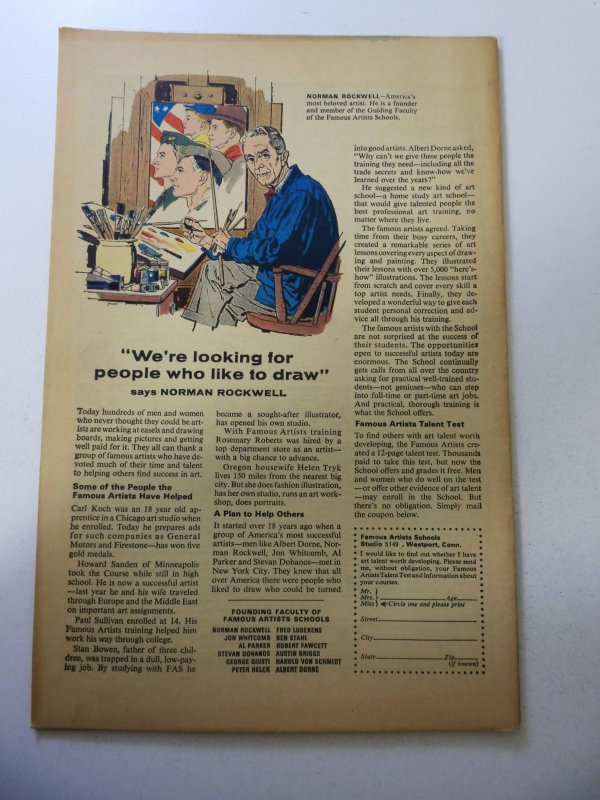 NORMAN ROCKWELL—America's
most beloved artist. He is a founder
and member of the Guiding Faculty
of the Famous Artists Schools.
"We're looking for
people who like to draw"
says NORMAN ROCKWELL
Today hundreds of men and women
who never thought they could be art-
ists are working at easels and drawing
boards, making pictures and getting
well paid for it. They all can thank a
group of famous artists who have de-
voted much of their time and talent
to helping others find success in art.
Some of the People the
Famous Artists Have Helped
Carl Koch was an 18 year old ap-
prentice in a Chicago art studio when
he enrolled. Today he prepares ads
for such companies as General
Motors and Firestone—has won five
gold medals.
Howard Sanden of Minneapolis
took the Course while still in high
school. He is now a successful artist
—last year he and his wife traveled
through Europe and the Middle East
on important art assignments.
Paul Sullivan enrolled at 14. His
Famous Artists training helped him
work his way through college.
Stan Bowen, father of three chil-
dren, was trapped in a dull, low-pay-
ing job. By studying with FAS he
became a sought-after illustrator,
has opened his own studio.
With Famous Artists training
Rosemary Roberts was hired by a
top department store as an artist—
with a big chance to advance.
Oregon housewife Helen Tryk
lives 150 miles from the nearest big
city. But she does fashion illustration,
has her own studio, runs an art work-
shop, does portraits.
A Plan to Help Others
It started over 18 years ago when a
group of America's most successful
artists—men like Albert Dorne, Nor-
man Rockwell, Jon Whitcomb, Al
Parker and Stevan Dohanos—met in
New York City. They knew that all
over America there were people who
liked to draw who could be turned
FOUNDING FACULTY OF
FAMOUS ARTISTS SCHOOLS
NORMAN ROCKWELL FRED LUDEKENS
JON WHITCOMB BEN STAHL
AL PARKER ROBERT FAWCETT
STEVAN DOHANOS AUSTIN BRIGGS
GEORGE GIUSTI HAROLD VON SCHMIDT
PETER HELCK ALBERT DORNE
into good artists. Albert Dorne asked,
"Why can't we give these people the
training they need—including all the
trade secrets and know-how we've
learned over the years?"
He suggested a new kind of art
school—a home study art school—
that would give talented people the
best professional art training, no
matter where they live.
The famous artists agreed. Taking
time from their busy careers, they
created a remarkable series of art
lessons covering every aspect of draw-
ing and painting. They illustrated
their lessons with over 5,000 "here's-
how" illustrations. The lessons start
from scratch and cover every skill a
top artist needs. Finally, they de-
veloped a wonderful way to give each
student personal correction and ad-
vice all through his training.
The famous artists with the School
are not surprised at the success of
their students. The opportunities
open to successful artists today are
enormous. The School continually
gets calls from all over the country
asking for practical well-trained stu-
dents—not geniuses—who can step
into full-time or part-time art jobs.
And practical, thorough training is
what the School offers.
Famous Artists Talent Test
To find others with art talent worth
developing, the Famous Artists cre-
ated a 12-page talent test. Thousands
paid to take this test, but now the
School offers and grades it free. Men
and women who do well on the test
—or offer other evidence of art talent
—may enroll in the School. But
there's no obligation. Simply mail
the coupon below.
Famous Artists Schools
Studio 5149, Westport, Conn.
I would like to find out whether I have
art talent worth developing. Please send
me, without obligation, your Famous
Artists Talent Test and information about
your courses.
Mr.
Mrs. Age
Miss (Circle one and please print
Street
City
State Zip
(if known)